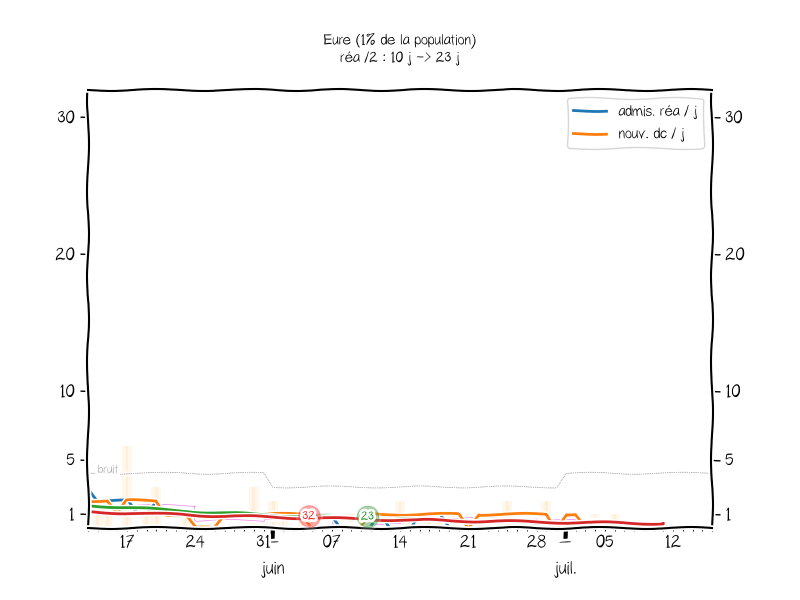 Eure (1% de la population)
réa /2 : 10 j -> 23 j
admis. réa / j
nouv. dc / j
30 30
20 20
10 10
5 5
bruit
1 1
32 23
17 24 31 07 14 21 28 05 12
juin juil.